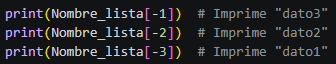 print(Nombre_lista[-1])  # Imprime "dato3"
print(Nombre_lista[-2])  # Imprime "dato2"
print(Nombre_lista[-3])  # Imprime "dato1"